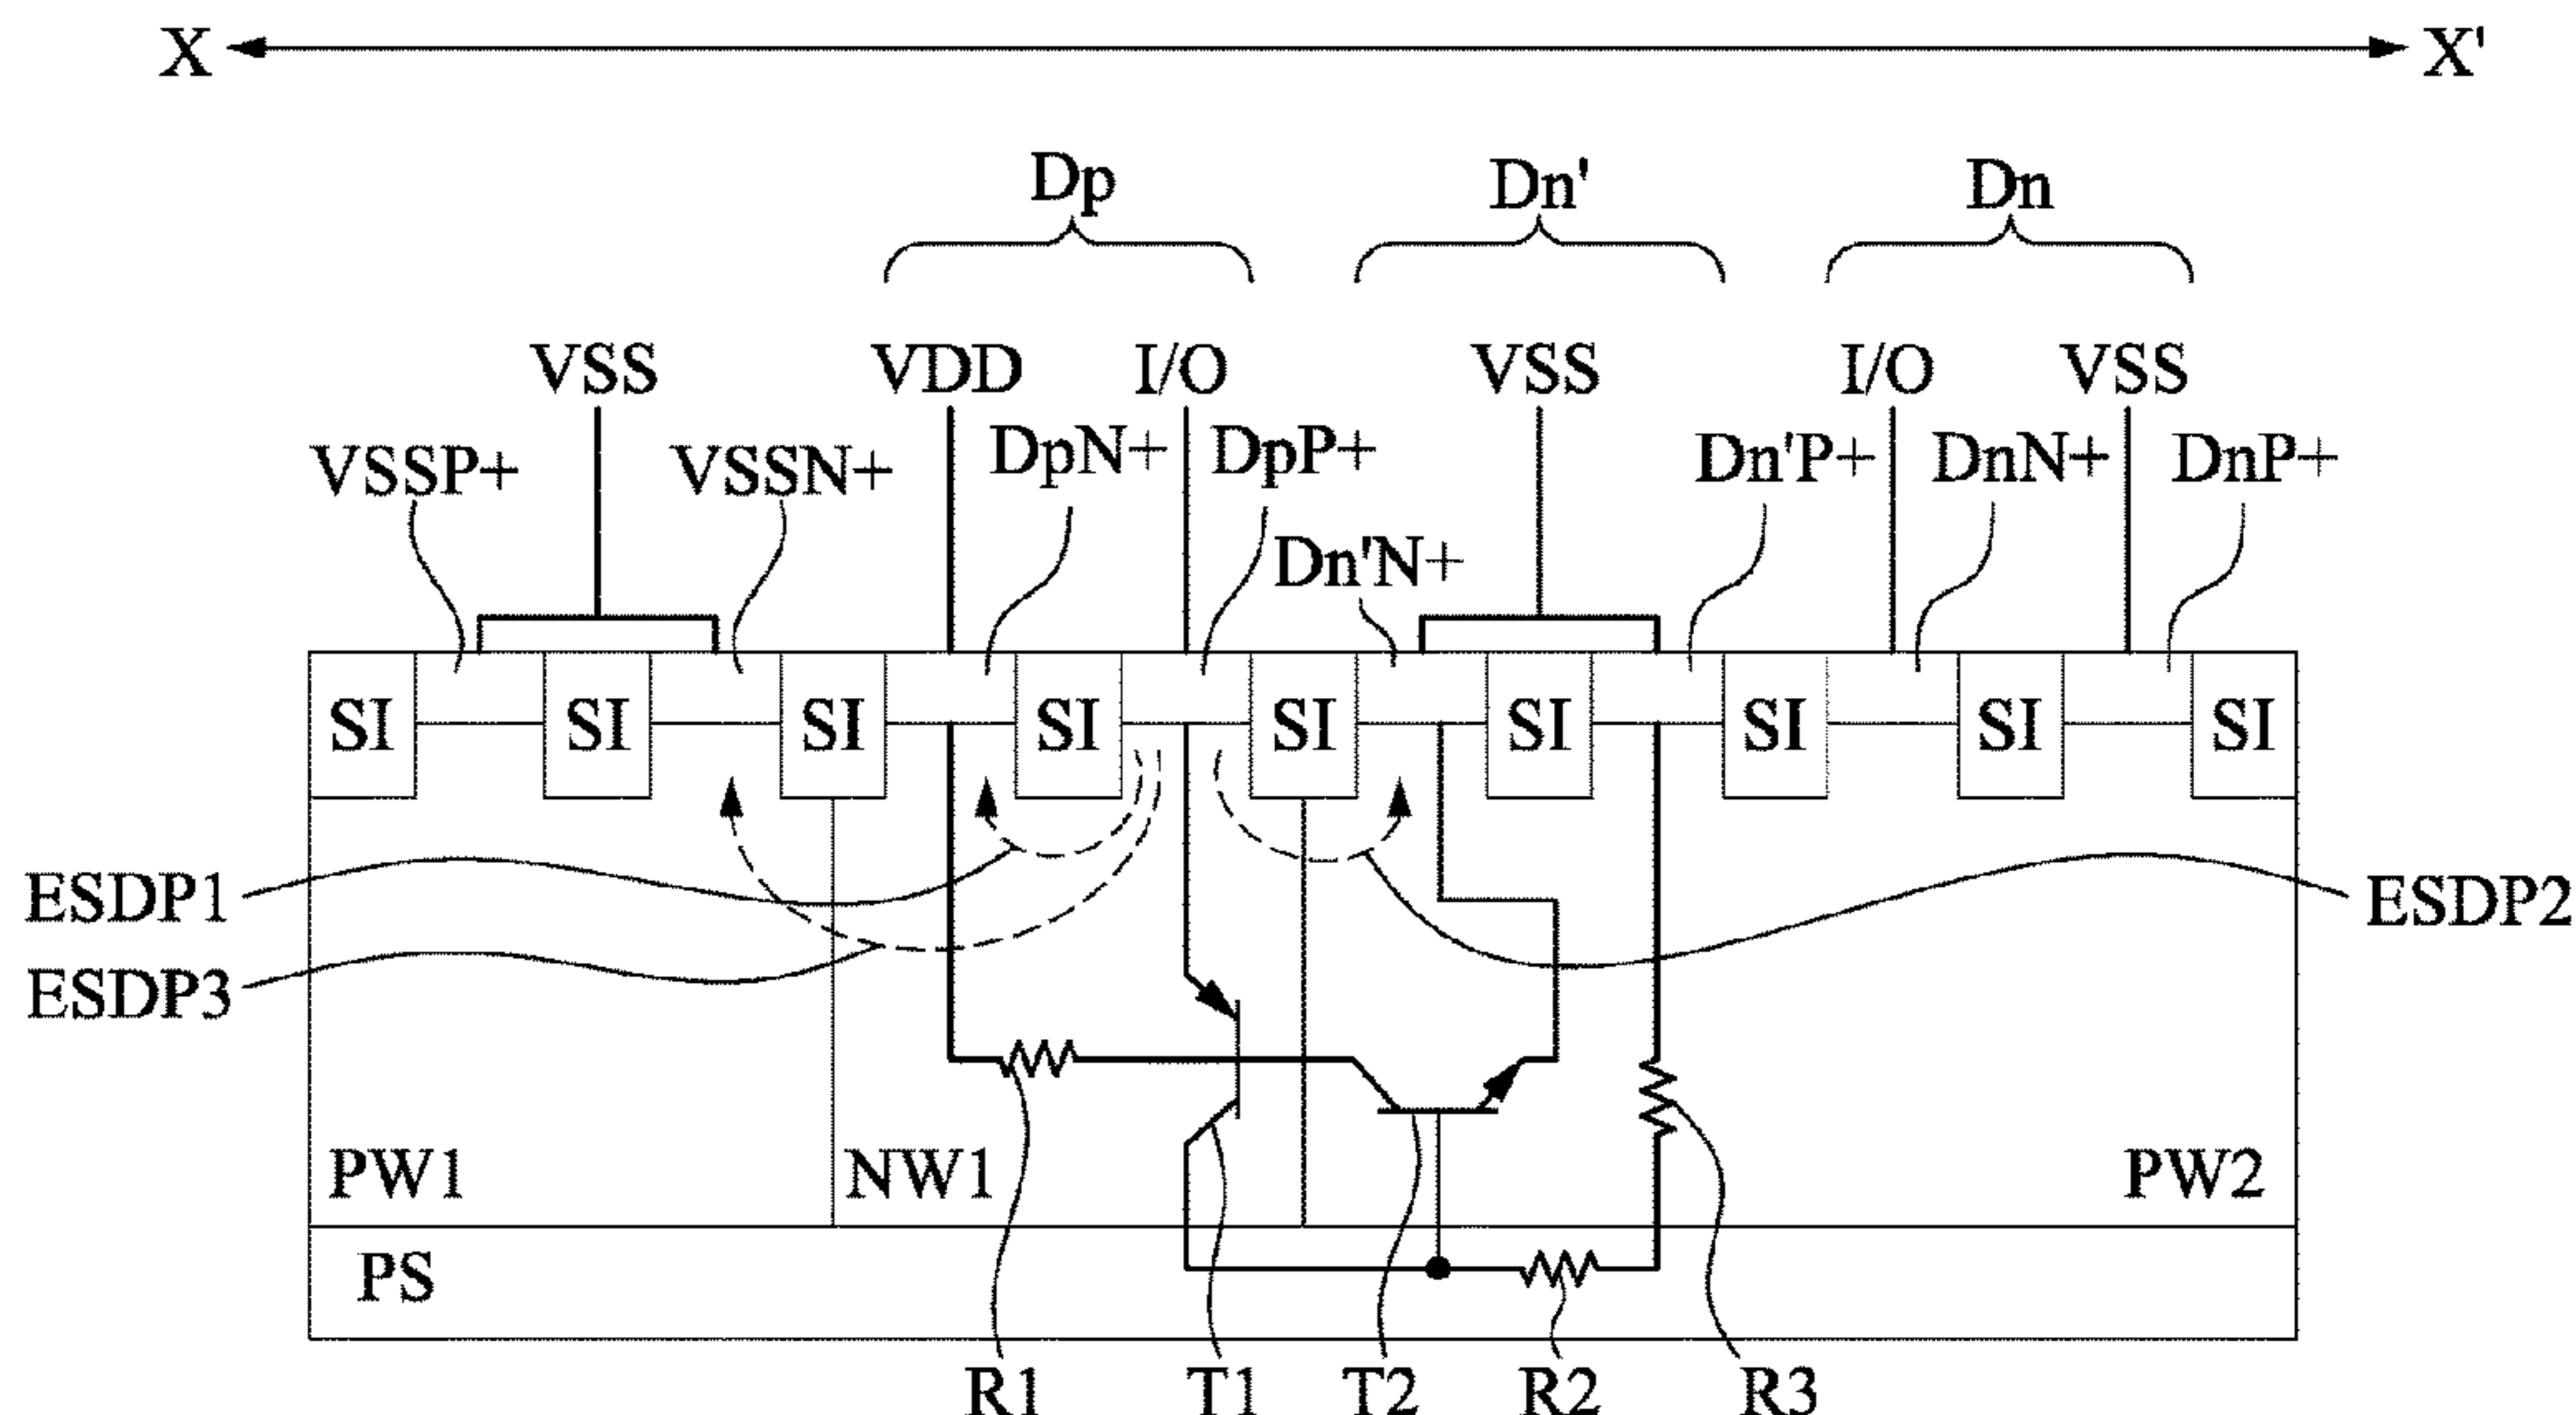 X X'
Dp Dn' Dn
VSS VDD I/O VSS I/O VSS
VSSP+ VSSN+ DpN+ DpP+ Dn'P+ DnN+ DnP+
Dn'N+
SI SI SI SI SI SI SI SI SI
ESDP1 ESDP2
ESDP3
PW1 NW1 PW2
PS
R1 T1 T2 R2 R3